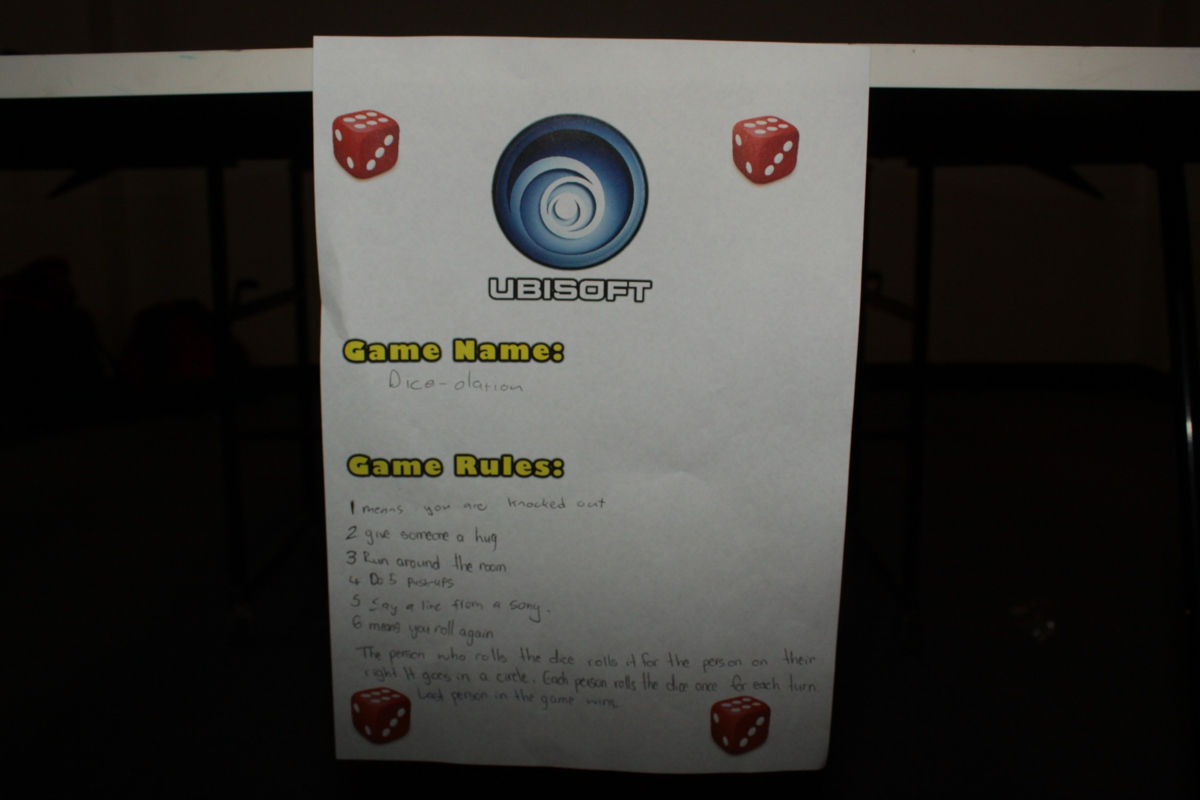 UBISOFT
Game Name:
Dice-olation
Game Rules:
1 means you are knocked out
2 give someone a hug
3 Run around the room
4 Do 5 push-ups
5 Say a line from a song.
6 means you roll again
The person who rolls the dice rolls it for the person on their
right It goes in a circle. Each person rolls the dice once for each turn
Last person in the game wins